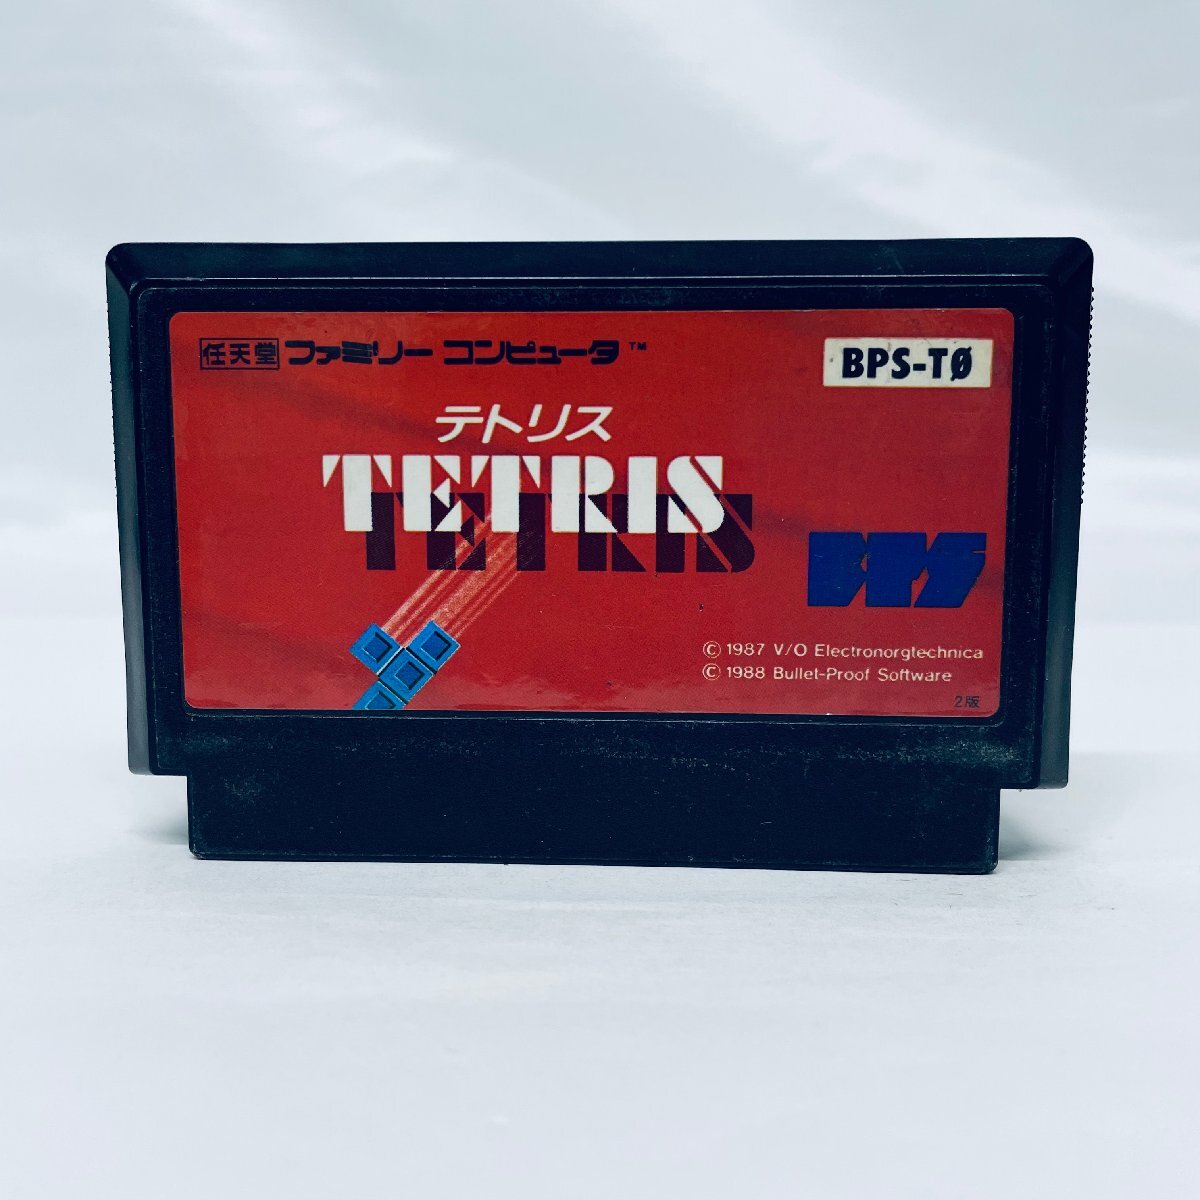 任天堂 ファミリー コンピュータ™
BPS-TØ
テトリス
TETRIS
BPS
© 1987 V/O Electronorgtechnica
© 1988 Bullet-Proof Software
2版